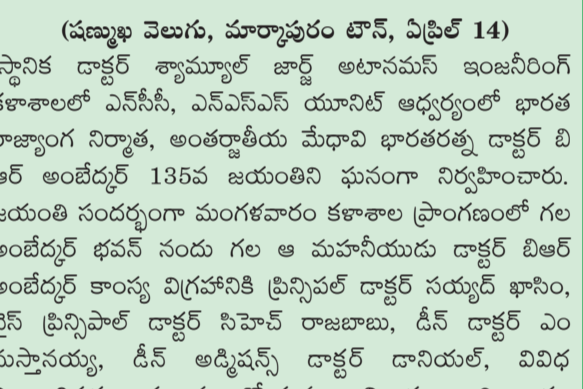 (షణ్ముఖ వెలుగు, మార్కాపురం టౌన్, ఏప్రిల్ 14)
స్థానిక డాక్టర్ శ్యామ్యూల్ జార్జ్ అటానమస్ ఇంజనీరింగ్
కళాశాలలో ఎన్‌సీసీ, ఎన్ఎస్ఎస్ యూనిట్ ఆధ్వర్యంలో భారత
రాజ్యాంగ నిర్మాత, అంతర్జాతీయ మేధావి భారతరత్న డాక్టర్ బి
ఆర్ అంబేద్కర్ 135వ జయంతిని ఘనంగా నిర్వహించారు.
జయంతి సందర్భంగా మంగళవారం కళాశాల ప్రాంగణంలో గల
అంబేద్కర్ భవన్ నందు గల ఆ మహనీయుడు డాక్టర్ బిఆర్
అంబేద్కర్ కాంస్య విగ్రహానికి ప్రిన్సిపల్ డాక్టర్ సయ్యద్ ఖాసిం,
వైస్ ప్రిన్సిపాల్ డాక్టర్ సిహెచ్ రాజబాబు, డీన్ డాక్టర్ ఎం
మస్తానయ్య, డీన్ అడ్మిషన్స్ డాక్టర్ డానియల్, వివిధ